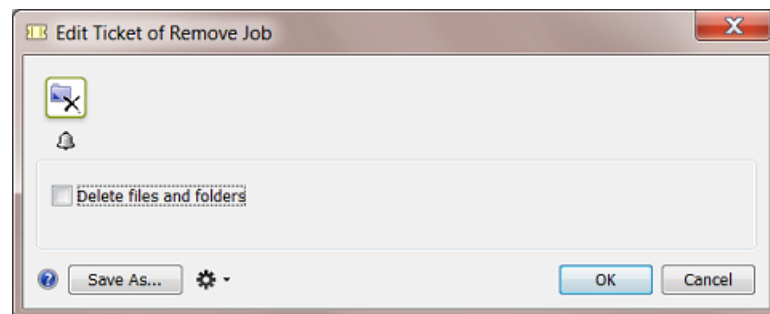 Edit Ticket of Remove Job
Delete files and folders
Save As...
OK
Cancel